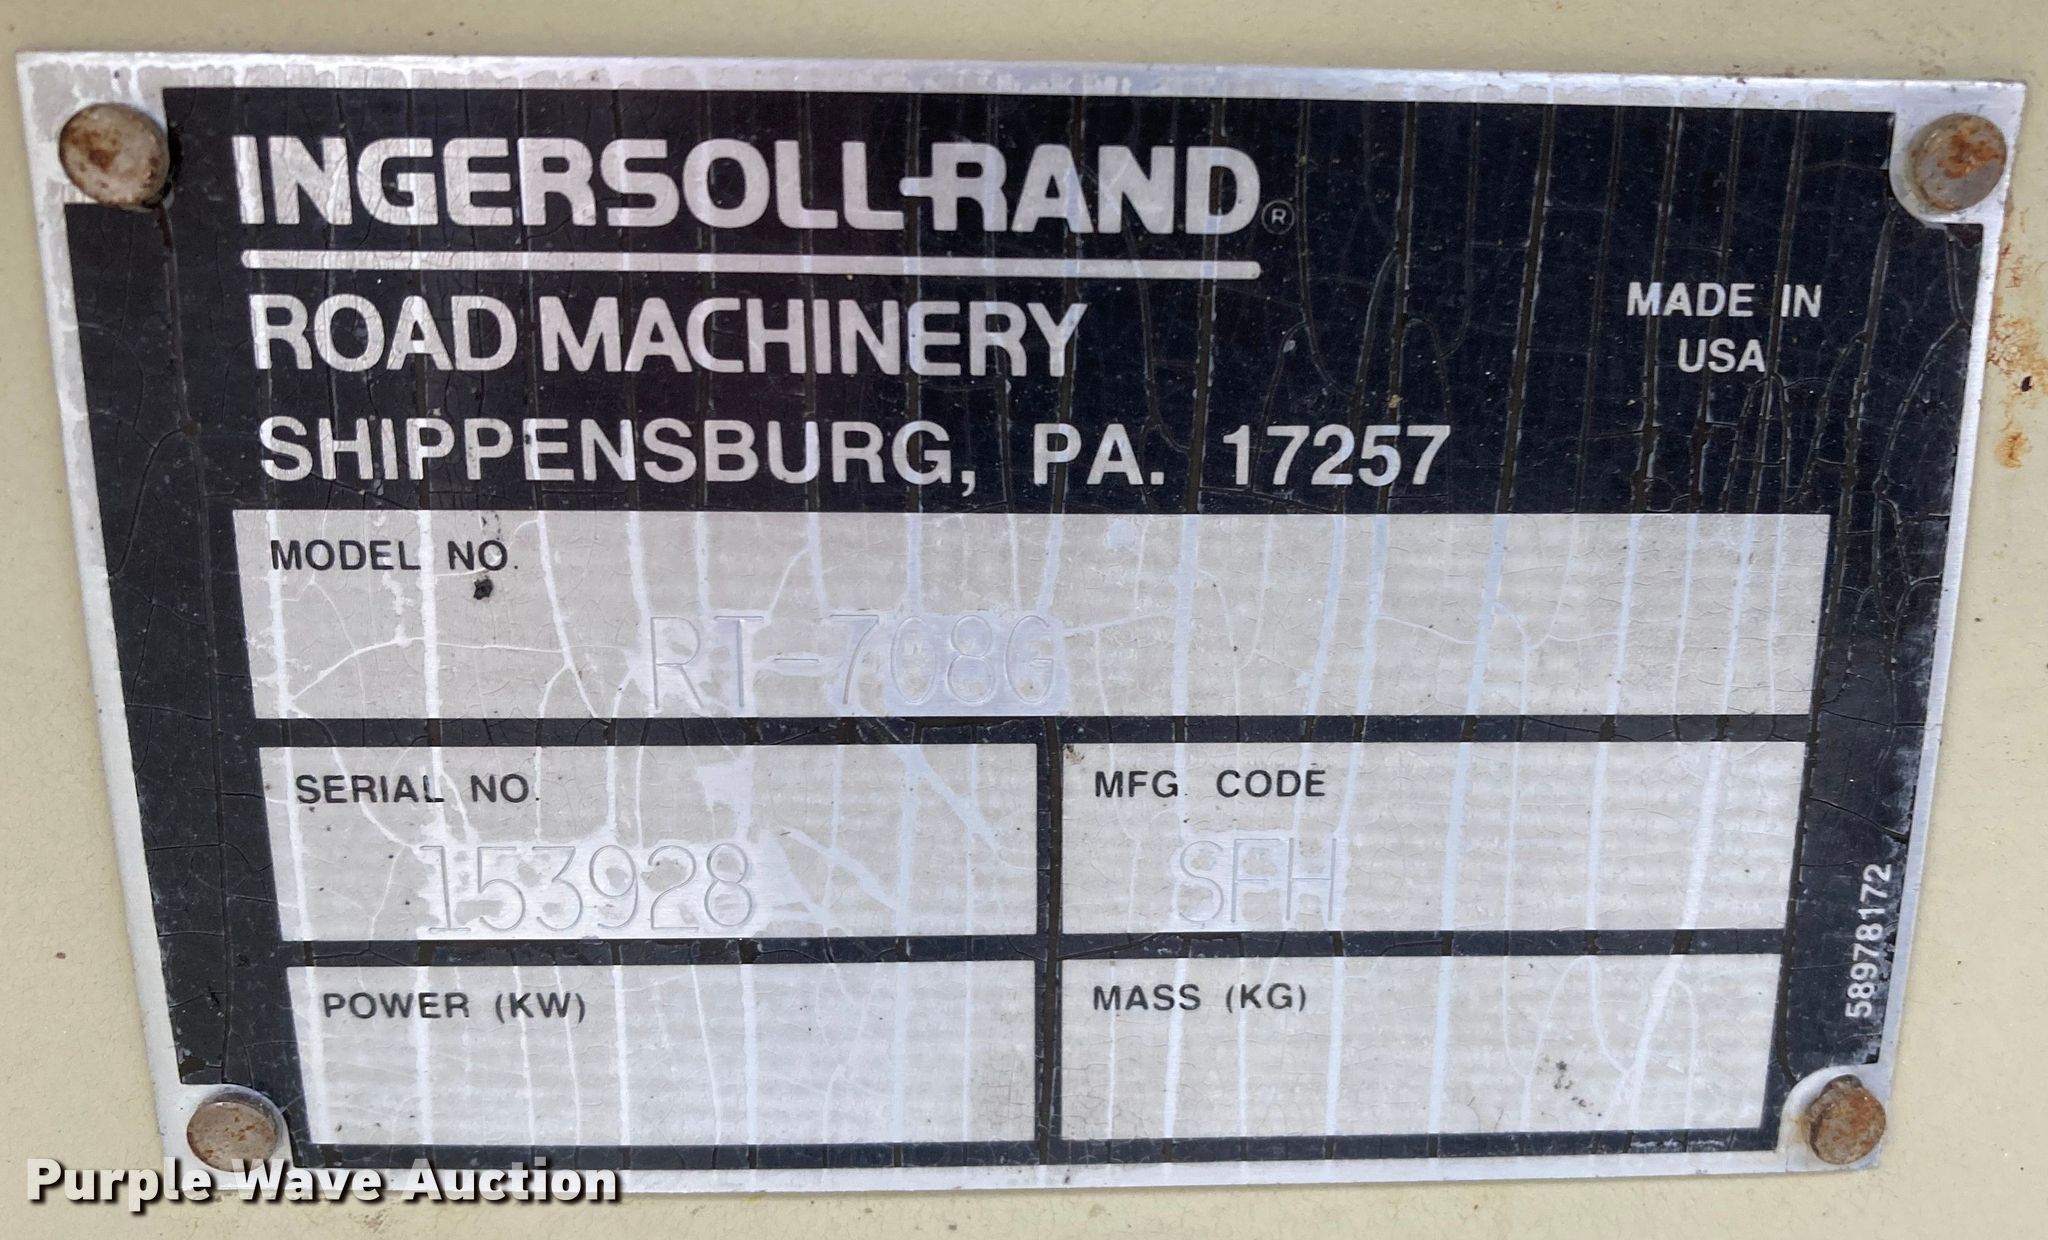 INGERSOLL-RAND®
ROAD MACHINERY
MADE IN
USA
SHIPPENSBURG, PA. 17257
MODEL NO.
RT-708G
SERIAL NO.
153928
MFG. CODE
SFH
POWER (KW)
MASS (KG)
58978172
Purple Wave Auction